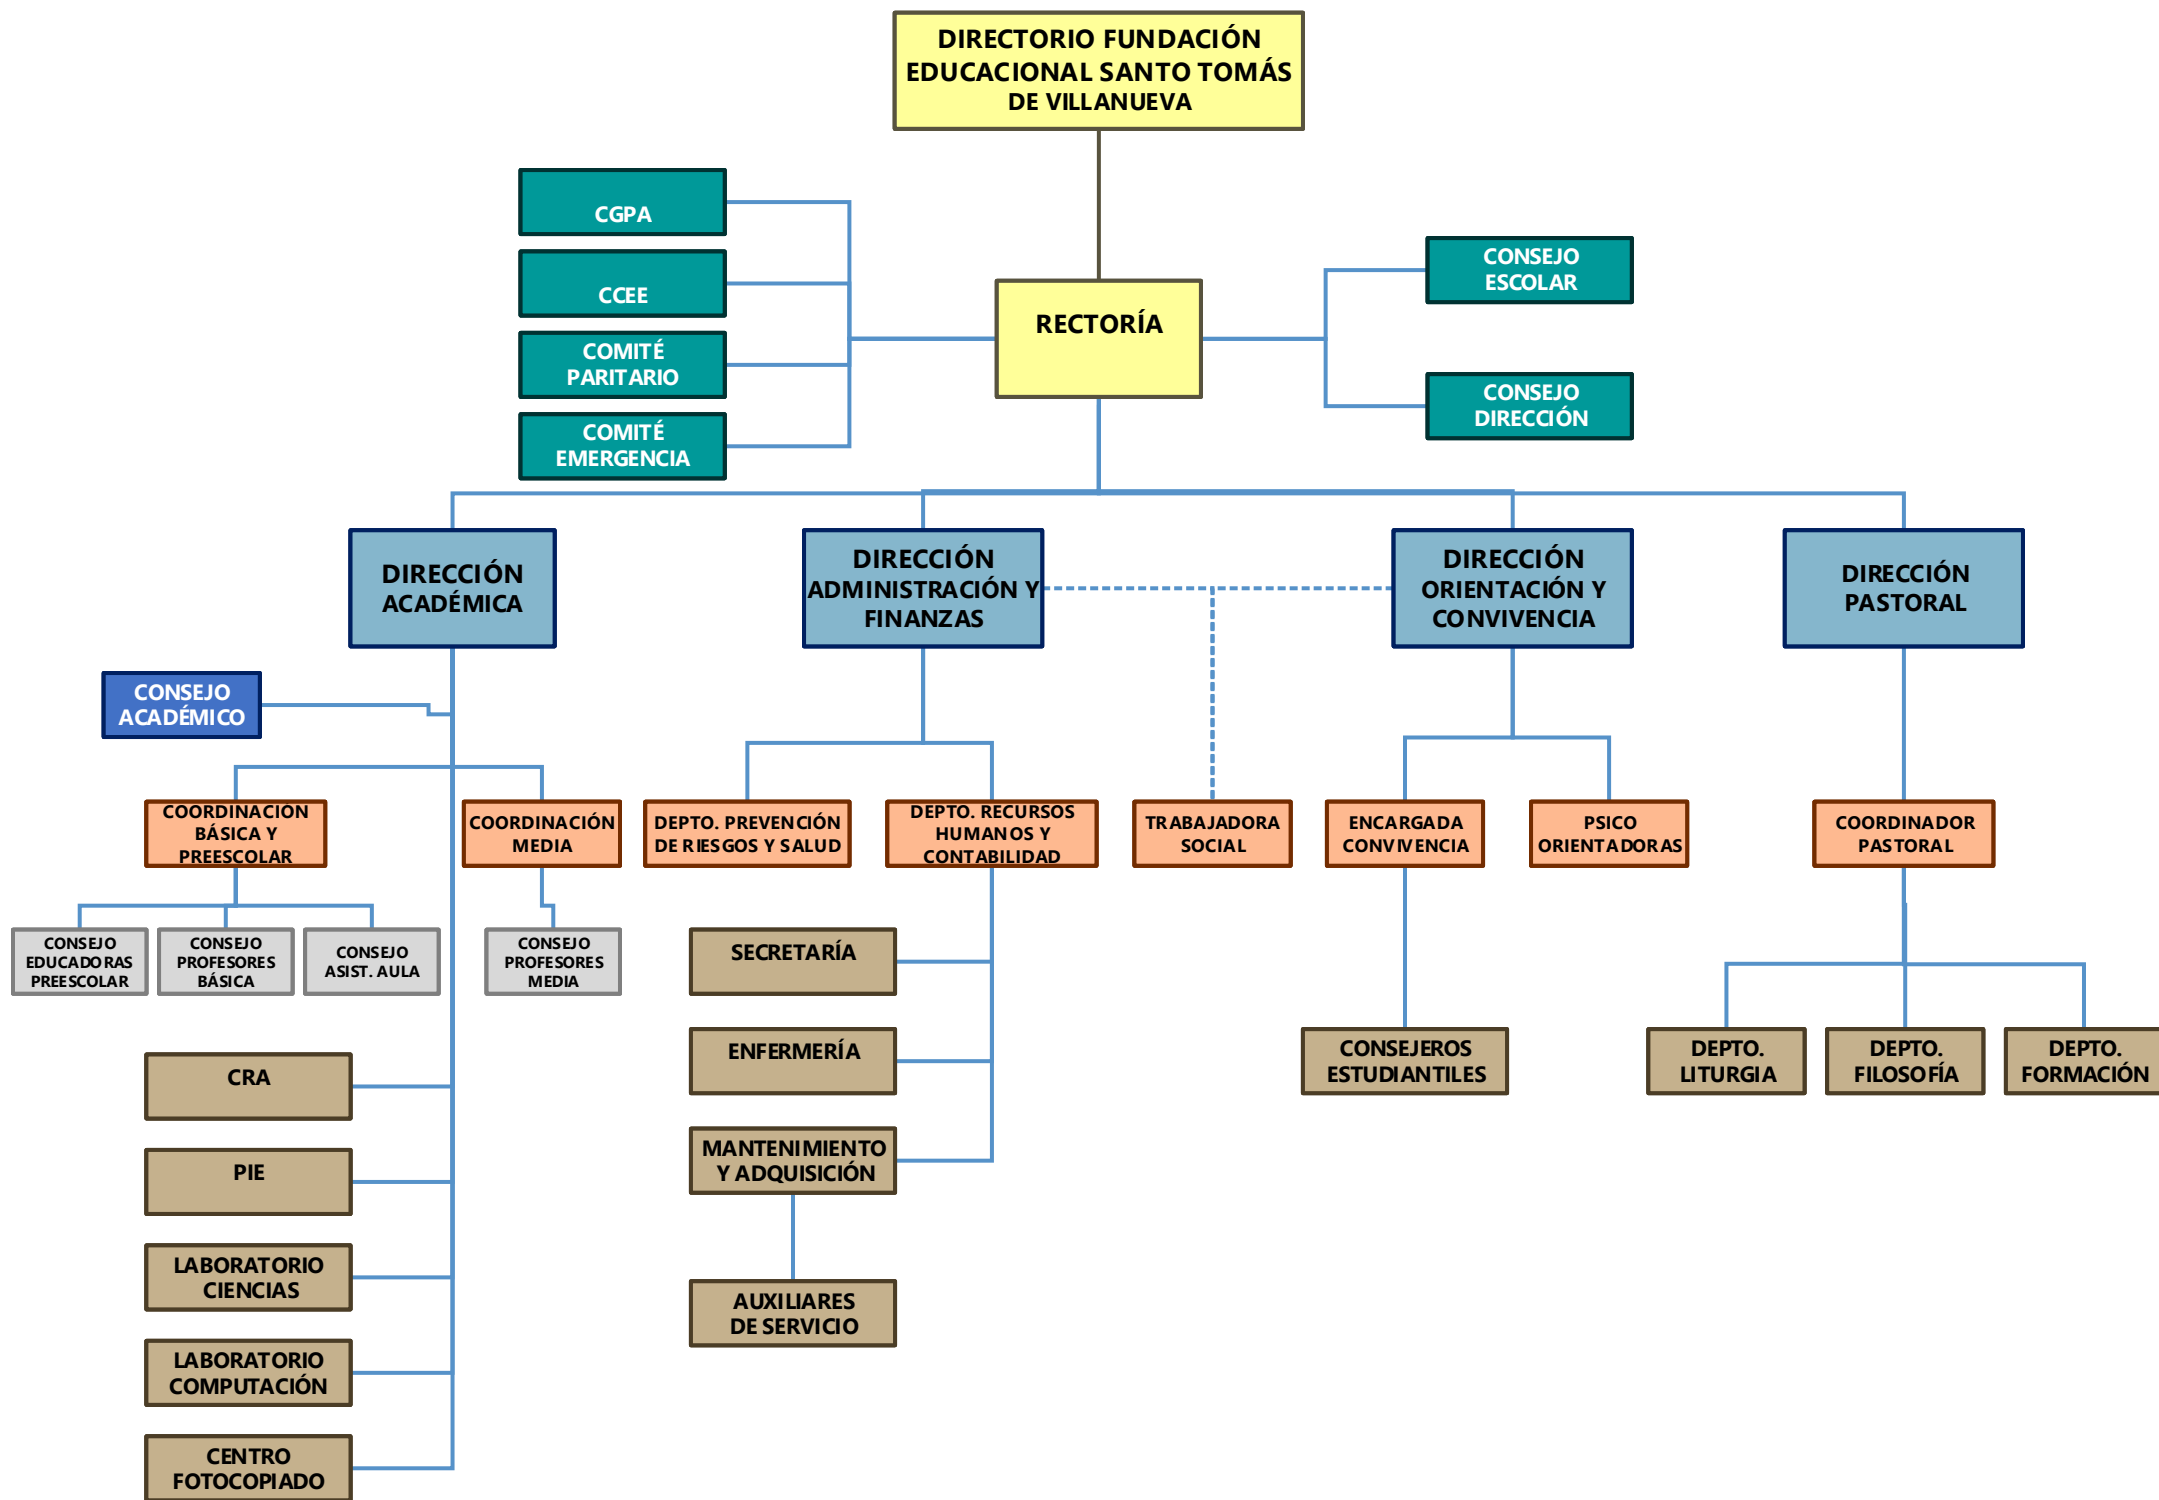 DIRECTORIO FUNDACIÓN
EDUCACIONAL SANTO TOMÁS
DE VILLANUEVA
CGPA
CCEE
COMITÉ
PARITARIO
COMITÉ
EMERGENCIA
RECTORÍA
CONSEJO
ESCOLAR
CONSEJO
DIRECCIÓN
DIRECCIÓN
ACADÉMICA
DIRECCIÓN
ADMINISTRACIÓN Y
FINANZAS
DIRECCIÓN
ORIENTACIÓN Y
CONVIVENCIA
DIRECCIÓN
PASTORAL
CONSEJO
ACADÉMICO
COORDINACIÓN
BÁSICA Y
PREESCOLAR
COORDINACIÓN
MEDIA
DEPTO. PREVENCIÓN
DE RIESGOS Y SALUD
DEPTO. RECURSOS
HUMANOS Y
CONTABILIDAD
TRABAJADORA
SOCIAL
ENCARGADA
CONVIVENCIA
PSICO
ORIENTADORAS
COORDINADOR
PASTORAL
CONSEJO
EDUCADORAS
PREESCOLAR
CONSEJO
PROFESORES
BÁSICA
CONSEJO
ASIST. AULA
CONSEJO
PROFESORES
MEDIA
SECRETARÍA
ENFERMERÍA
MANTENIMIENTO
Y ADQUISICIÓN
AUXILIARES
DE SERVICIO
CONSEJEROS
ESTUDIANTILES
DEPTO.
LITURGIA
DEPTO.
FILOSOFÍA
DEPTO.
FORMACIÓN
CRA
PIE
LABORATORIO
CIENCIAS
LABORATORIO
COMPUTACIÓN
CENTRO
FOTOCOPIADO